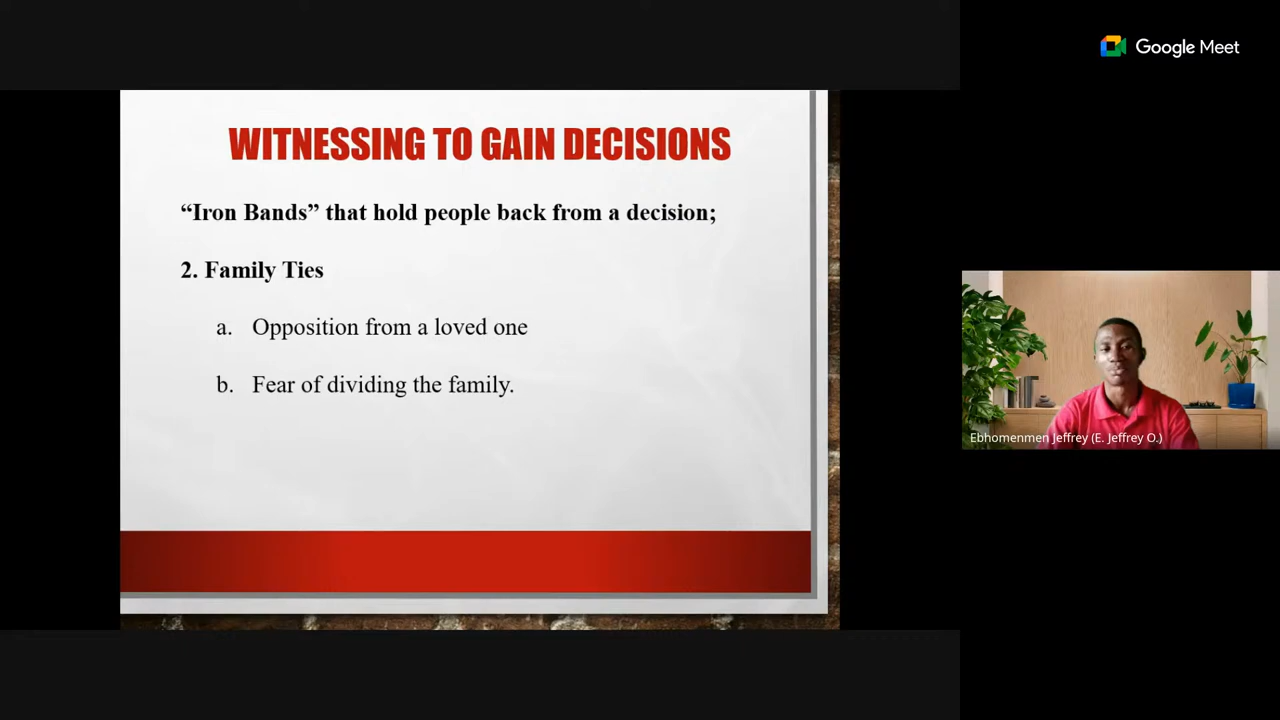 Google Meet
WITNESSING TO GAIN DECISIONS
“Iron Bands” that hold people back from a decision;
2. Family Ties
a. Opposition from a loved one
b. Fear of dividing the family.
Ebhomenmen Jeffrey (E. Jeffrey O.)